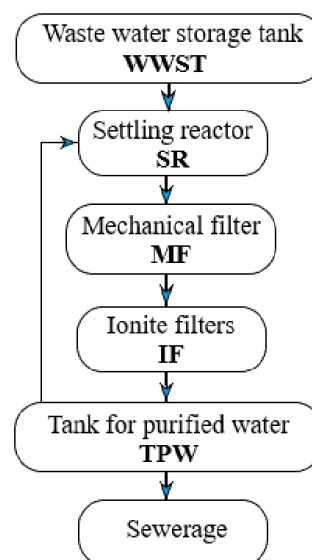 Waste water storage tank
WWST
Settling reactor
SR
Mechanical filter
MF
Ionite filters
IF
Tank for purified water
TPW
Sewerage